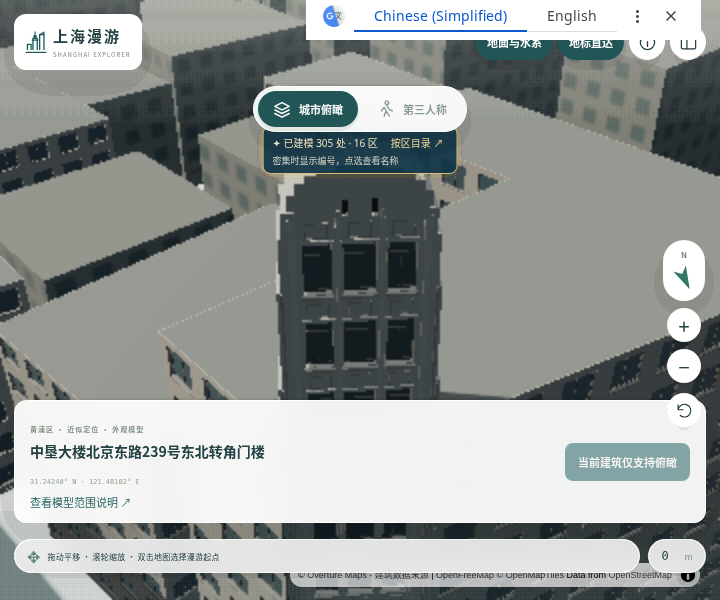 上海漫游
SHANGHAI EXPLORER
Chinese (Simplified)
English
地面与水系
地标直达
城市俯瞰
第三人称
✦ 已建模 305 处 · 16 区 按区目录 ↗
密集时显示编号，点选查看名称
N
+
−
黄浦区 · 近似定位 · 外观模型
中垦大楼北京东路239号东北转角门楼
31.24240° N · 121.48102° E
查看模型范围说明 ↗
当前建筑仅支持俯瞰
拖动平移 · 滚轮缩放 · 双击地图选择漫游起点
0 m
© Overture Maps · 建筑数据来源 | OpenFreeMap © OpenMapTiles Data from OpenStreetMap